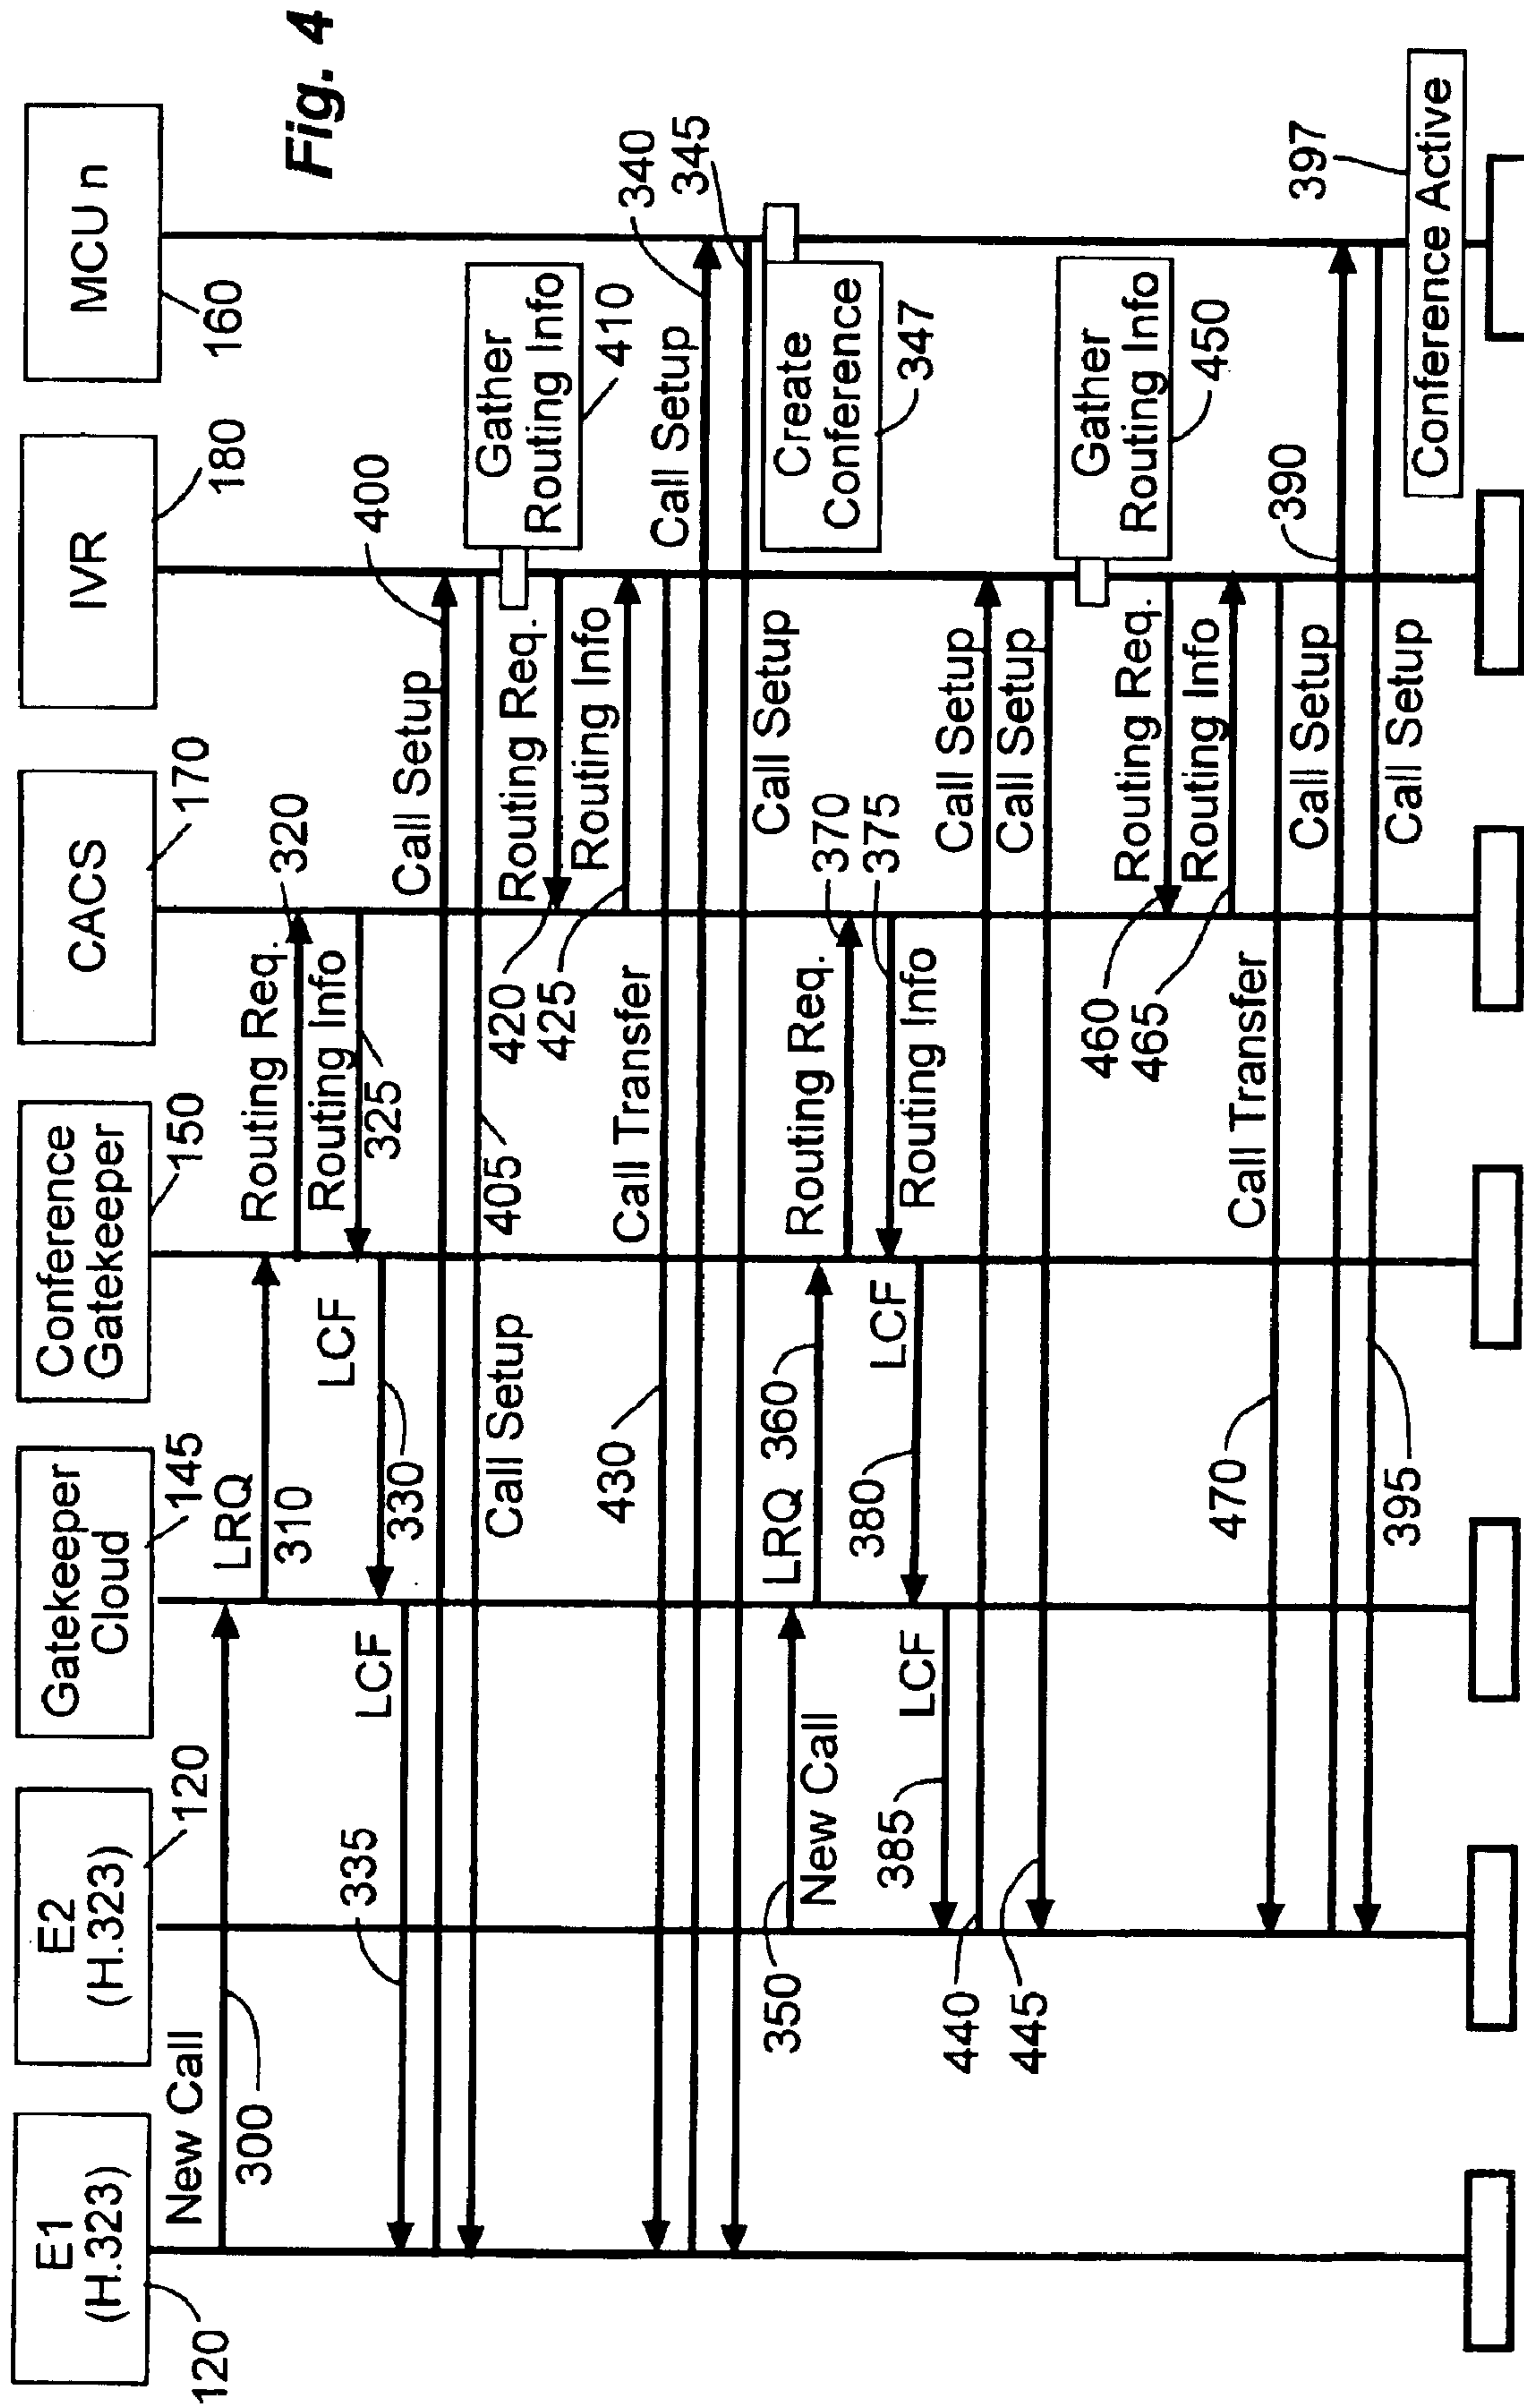 Fig. 4
E1
(H.323)
120
E2
(H.323)
120
Gatekeeper
Cloud
145
Conference
Gatekeeper
150
CACS
170
IVR
180
MCU n
160
New Call
300
LRQ
310
Routing Req.
320
Routing Info
325
LCF
330
LCF
335
Call Setup
400
Call Setup
405
Gather
Routing Info
410
Routing Req.
420
Routing Info
425
Call Transfer
430
Call Setup
340
Call Setup
345
Create
Conference
347
New Call
350
LRQ 360
Routing Req.
370
Routing Info
375
LCF
380
LCF
385
Call Setup
440
Call Setup
445
Gather
Routing Info
450
Routing Req.
460
Routing Info
465
Call Transfer
470
Call Setup
390
Call Setup
395
Conference Active
397